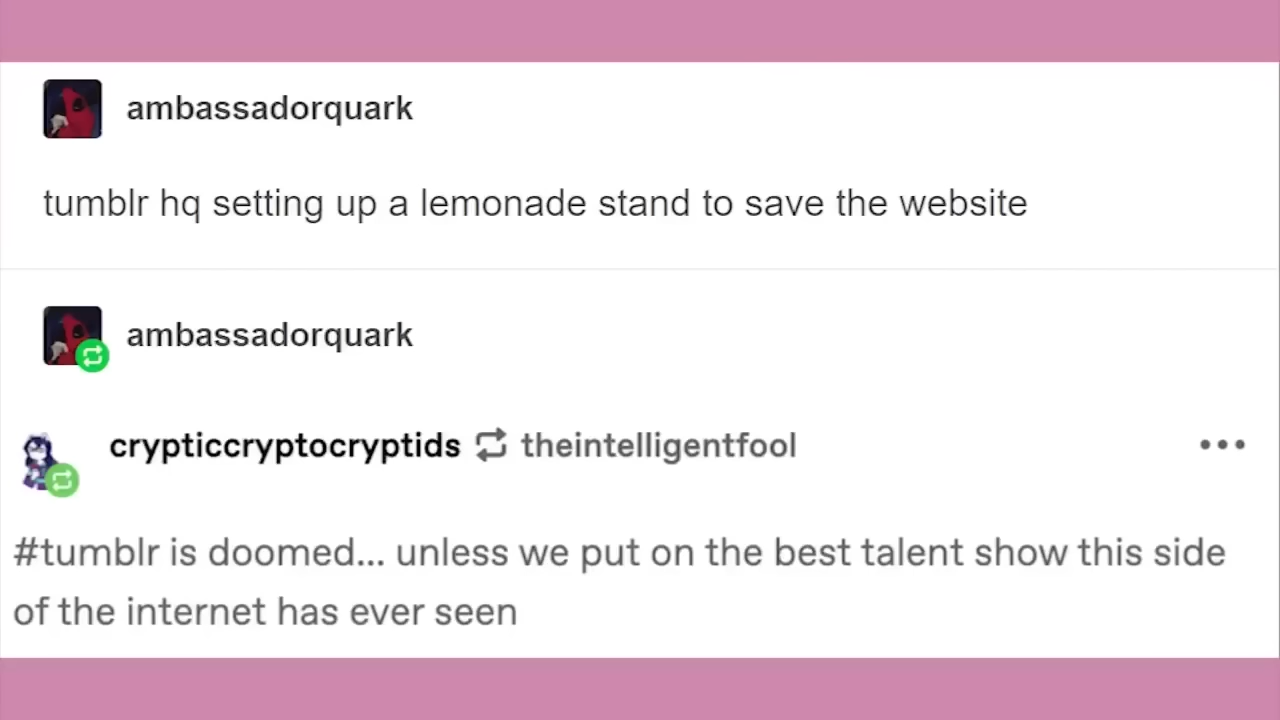 ambassadorquark
tumblr hq setting up a lemonade stand to save the website
ambassadorquark
crypticcryptocryptids theintelligentfool
#tumblr is doomed... unless we put on the best talent show this side
of the internet has ever seen